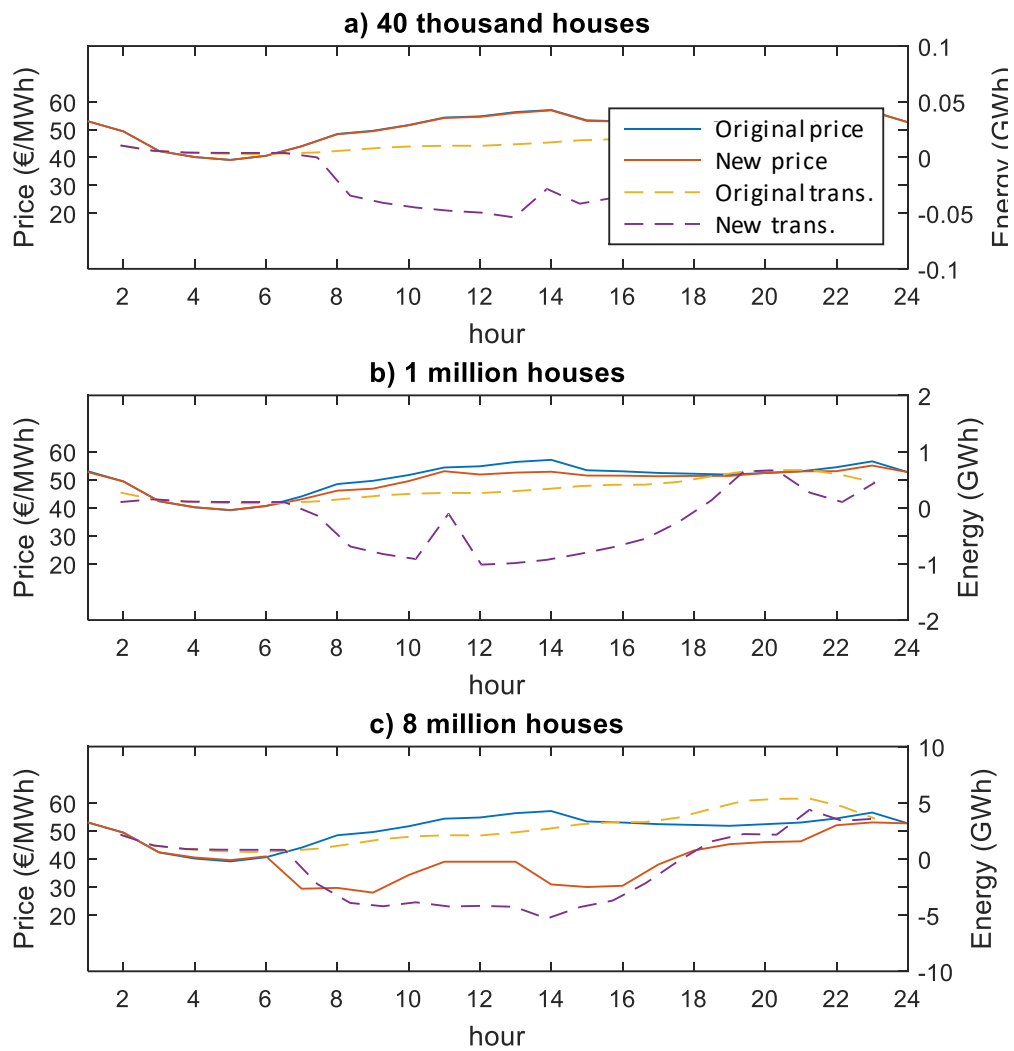 a) 40 thousand houses
Price (€/MWh)
60
50
40
30
20
0.1
0.05
0
-0.05
-0.1
Energy (GWh)
Original price
New price
Original trans.
New trans.
2 4 6 8 10 12 14 16 18 20 22 24
hour
b) 1 million houses
Price (€/MWh)
60
50
40
30
20
2
1
0
-1
-2
Energy (GWh)
2 4 6 8 10 12 14 16 18 20 22 24
hour
c) 8 million houses
Price (€/MWh)
60
50
40
30
20
10
5
0
-5
-10
Energy (GWh)
2 4 6 8 10 12 14 16 18 20 22 24
hour